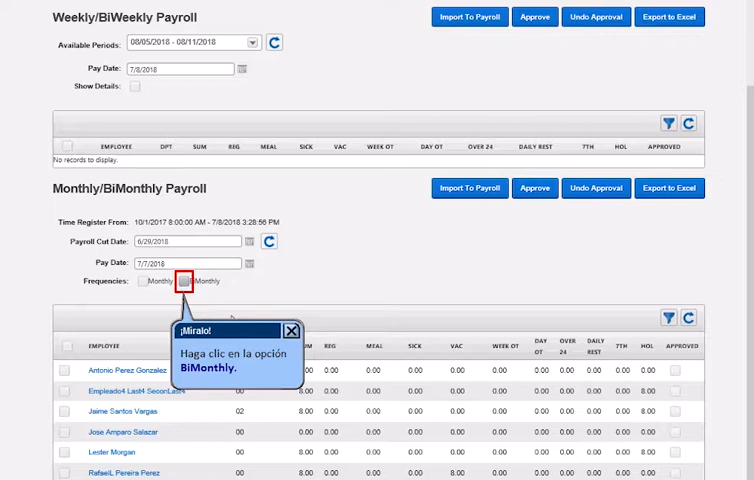 Weekly/BiWeekly Payroll
Import To Payroll Approve Undo Approval Export to Excel
Available Periods: 08/05/2018 - 08/11/2018
Pay Date: 7/8/2018
Show Details:
EMPLOYEE DPT SUM REG MEAL SICK VAC WEEK OT DAY OT OVER 24 DAILY REST 7TH HOL APPROVED
No records to display.
Monthly/BiMonthly Payroll
Import To Payroll Approve Undo Approval Export to Excel
Time Register From: 10/1/2017 8:00:00 AM - 7/8/2018 3:28:56 PM
Payroll Cut Date: 6/29/2018
Pay Date: 7/7/2018
Frequencies: Monthly
¡Míralo!
Haga clic en la opción
BiMonthly.
EMPLOYEE REG MEAL SICK VAC WEEK OT DAY OT OVER 24 DAILY REST 7TH HOL APPROVED
Antonio Perez Gonzalez 0.00 0.00 0.00 0.00 0.00 0.00 0.00 0.00 0.00 0.00
Empleado4 Last4 SeconLast4 00 8.00 0.00 0.00 0.00 0.00 0.00 0.00 0.00 0.00 0.00 8.00
Jaime Santos Vargas 02 8.00 0.00 0.00 0.00 0.00 0.00 0.00 0.00 0.00 0.00 8.00
Jose Amparo Salazar 00 0.00 0.00 0.00 0.00 0.00 0.00 0.00 0.00 0.00 0.00 0.00
Lester Morgan 00 8.00 0.00 0.00 0.00 0.00 0.00 0.00 0.00 0.00 0.00 8.00
RafaelL Pereira Perez 00 8.00 0.00 0.00 0.00 8.00 0.00 0.00 0.00 0.00 0.00 0.00